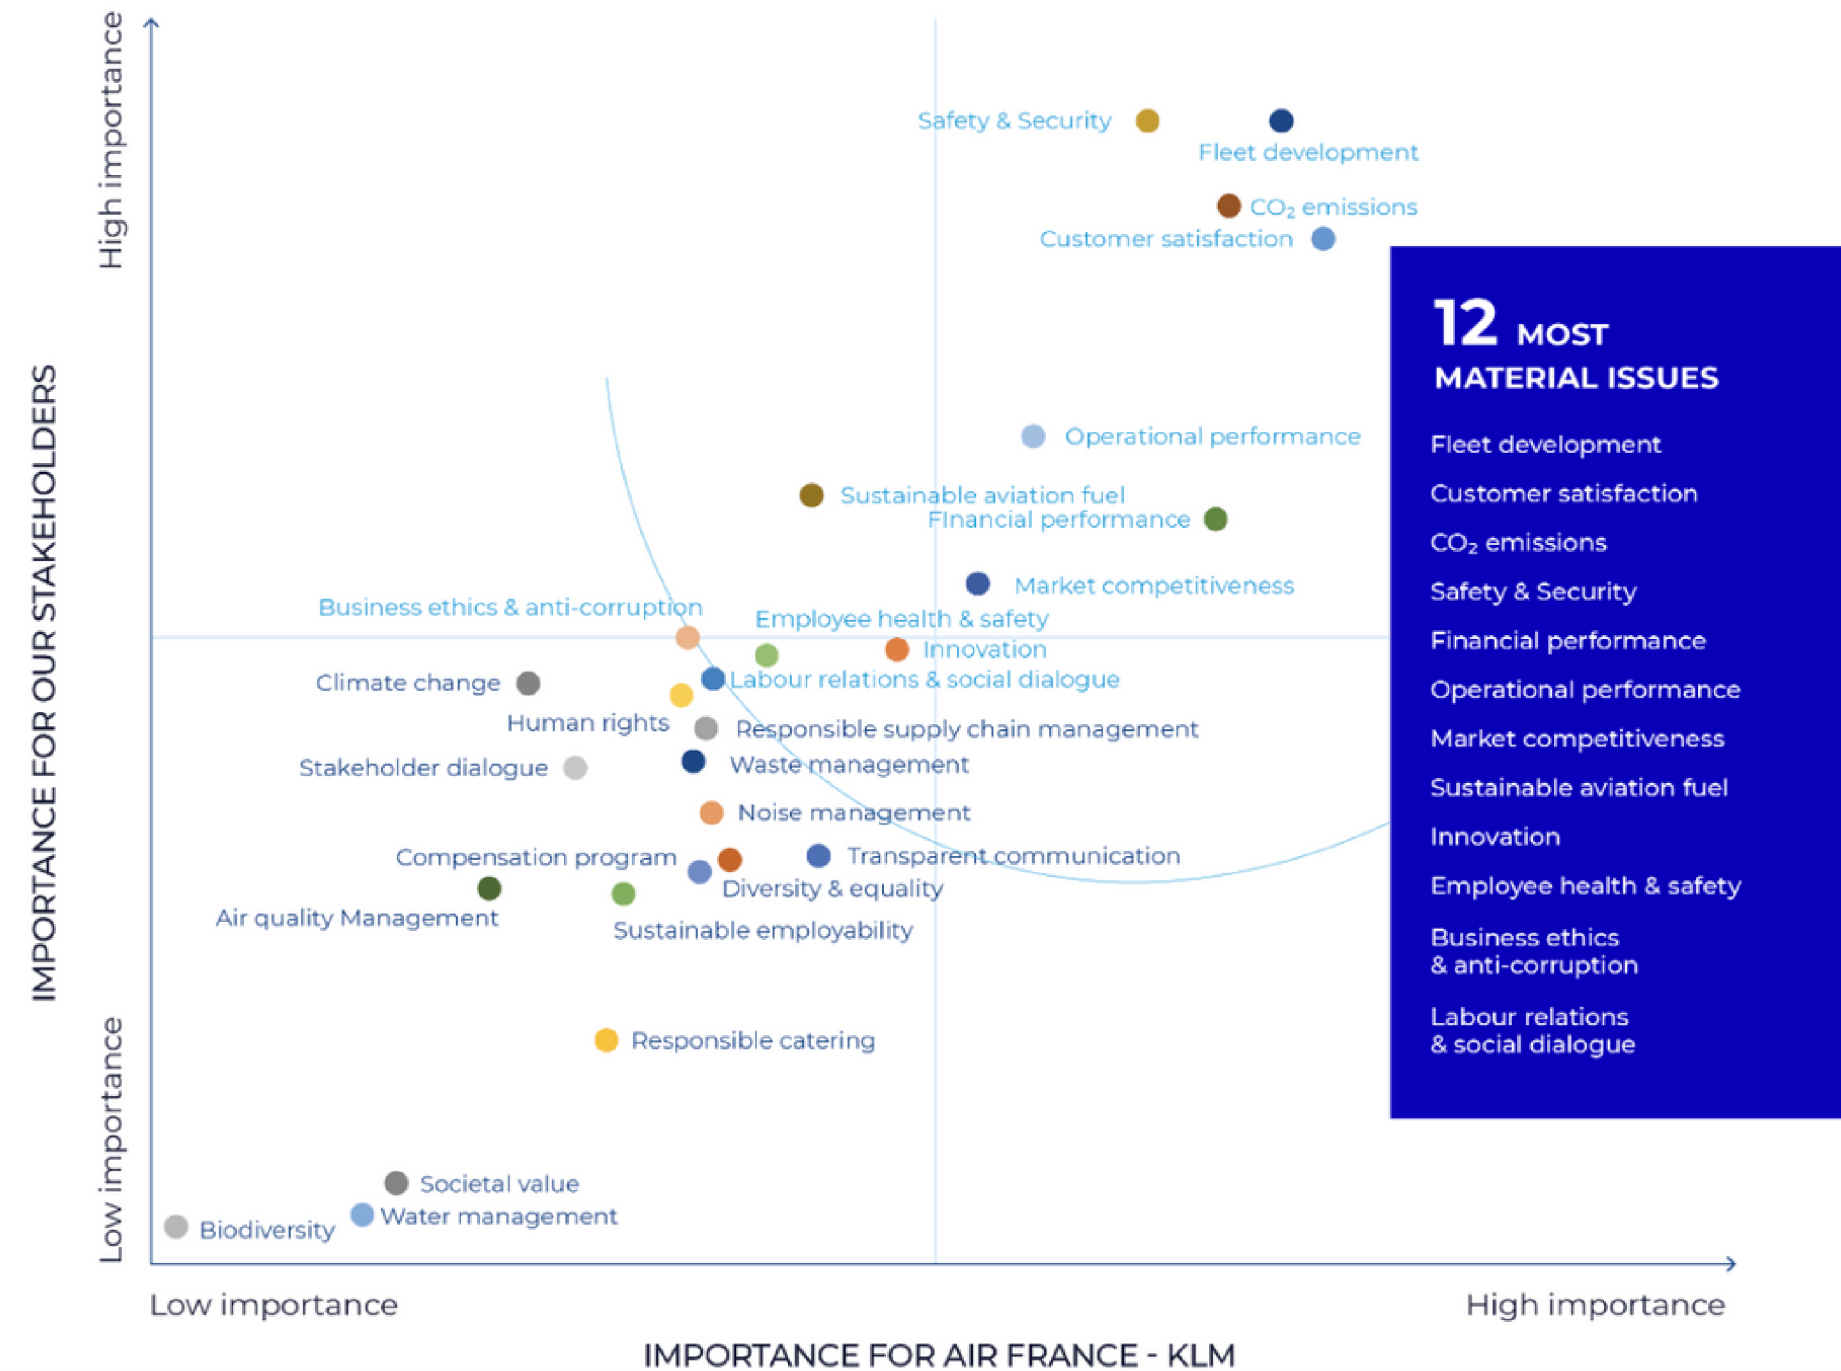 High importance
IMPORTANCE FOR OUR STAKEHOLDERS
Low importance
Safety & Security
Fleet development
CO₂ emissions
Customer satisfaction
Operational performance
Sustainable aviation fuel
FInancial performance
Market competitiveness
Business ethics & anti-corruption
Employee health & safety
Innovation
Climate change
Labour relations & social dialogue
Human rights
Responsible supply chain management
Stakeholder dialogue
Waste management
Noise management
Compensation program
Transparent communication
Diversity & equality
Air quality Management
Sustainable employability
Responsible catering
Societal value
Water management
Biodiversity
12 MOST
MATERIAL ISSUES
Fleet development
Customer satisfaction
CO₂ emissions
Safety & Security
Financial performance
Operational performance
Market competitiveness
Sustainable aviation fuel
Innovation
Employee health & safety
Business ethics
& anti-corruption
Labour relations
& social dialogue
Low importance
High importance
IMPORTANCE FOR AIR FRANCE - KLM